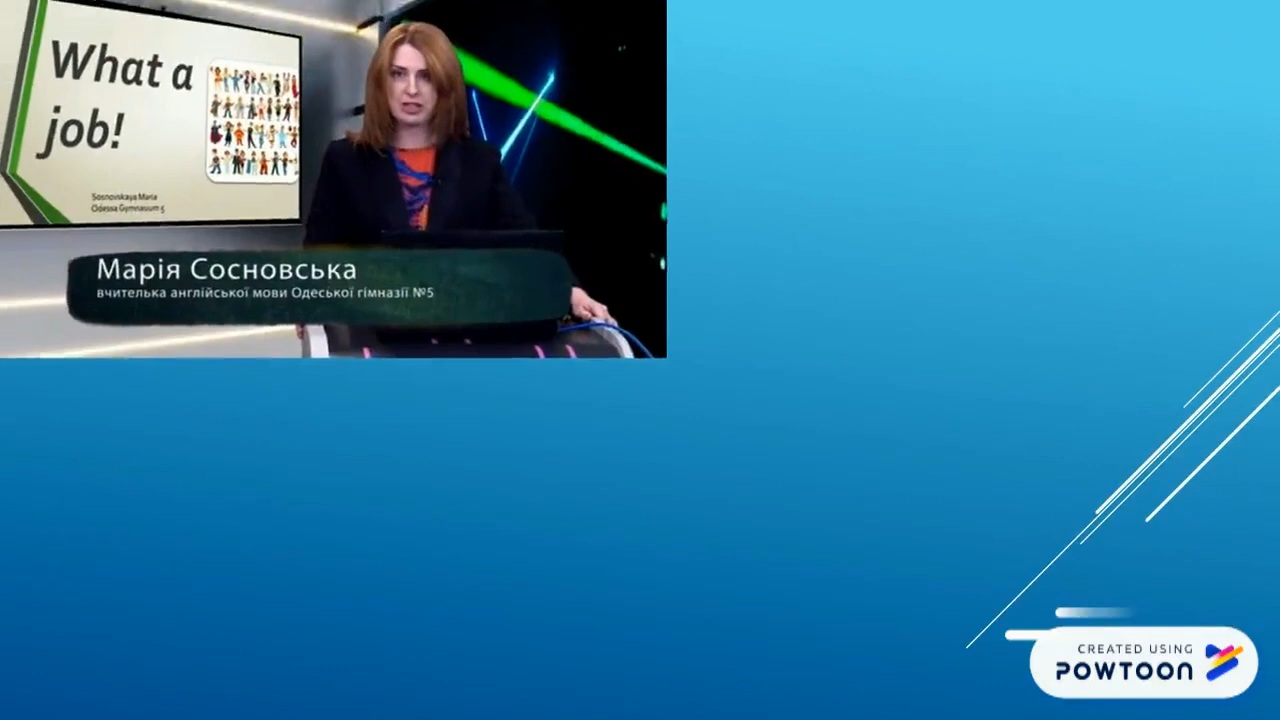 What a
job!
Sosnovskaya Maria
Odessa Gymnasium 5
Марія Сосновська
вчителька англійської мови Одеської гімназії №5
CREATED USING
POWTOON